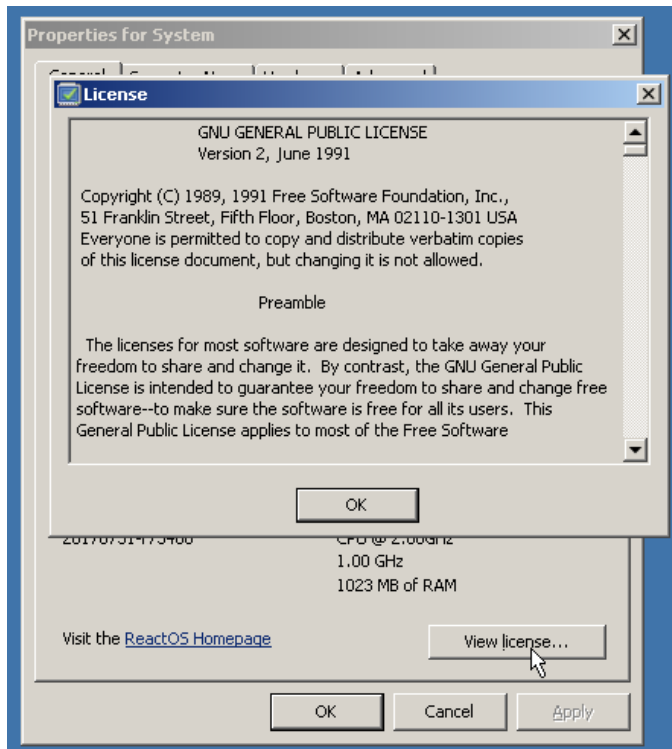 Properties for System
General
License
GNU GENERAL PUBLIC LICENSE
Version 2, June 1991
Copyright (C) 1989, 1991 Free Software Foundation, Inc.,
51 Franklin Street, Fifth Floor, Boston, MA 02110-1301 USA
Everyone is permitted to copy and distribute verbatim copies
of this license document, but changing it is not allowed.
Preamble
The licenses for most software are designed to take away your
freedom to share and change it.  By contrast, the GNU General Public
License is intended to guarantee your freedom to share and change free
software--to make sure the software is free for all its users.  This
General Public License applies to most of the Free Software
OK
1.00 GHz
1023 MB of RAM
Visit the ReactOS Homepage
View license...
OK Cancel Apply